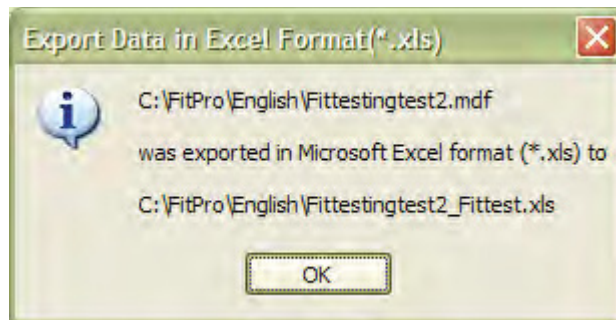 Export Data in Excel Format(*.xls)
C:\FitPro\English\Fittestingtest2.mdf
was exported in Microsoft Excel format (*.xls) to
C:\FitPro\English\Fittestingtest2_Fittest.xls
OK